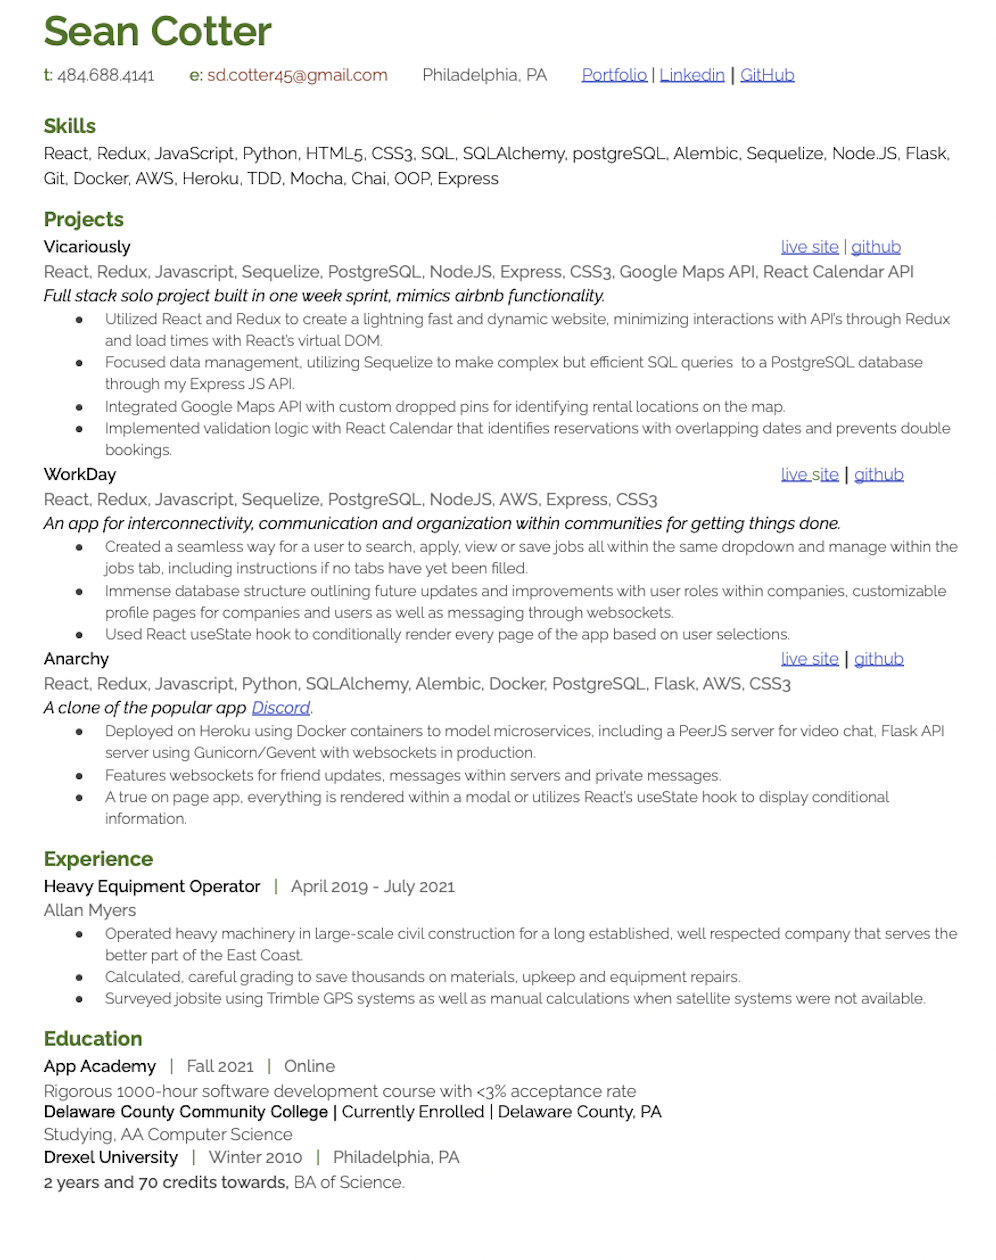 Sean Cotter
t: 484.688.4141 e: sd.cotter45@gmail.com Philadelphia, PA Portfolio | Linkedin | GitHub
Skills
React, Redux, JavaScript, Python, HTML5, CSS3, SQL, SQLAlchemy, postgreSQL, Alembic, Sequelize, Node.JS, Flask,
Git, Docker, AWS, Heroku, TDD, Mocha, Chai, OOP, Express
Projects
Vicariously live site | github
React, Redux, Javascript, Sequelize, PostgreSQL, NodeJS, Express, CSS3, Google Maps API, React Calendar API
Full stack solo project built in one week sprint, mimics airbnb functionality.
● Utilized React and Redux to create a lightning fast and dynamic website, minimizing interactions with API's through Redux
and load times with React's virtual DOM.
● Focused data management, utilizing Sequelize to make complex but efficient SQL queries to a PostgreSQL database
through my Express JS API.
● Integrated Google Maps API with custom dropped pins for identifying rental locations on the map.
● Implemented validation logic with React Calendar that identifies reservations with overlapping dates and prevents double
bookings.
WorkDay live site | github
React, Redux, Javascript, Sequelize, PostgreSQL, NodeJS, AWS, Express, CSS3
An app for interconnectivity, communication and organization within communities for getting things done.
● Created a seamless way for a user to search, apply, view or save jobs all within the same dropdown and manage within the
jobs tab, including instructions if no tabs have yet been filled.
● Immense database structure outlining future updates and improvements with user roles within companies, customizable
profile pages for companies and users as well as messaging through websockets.
● Used React useState hook to conditionally render every page of the app based on user selections.
Anarchy live site | github
React, Redux, Javascript, Python, SQLAlchemy, Alembic, Docker, PostgreSQL, Flask, AWS, CSS3
A clone of the popular app Discord.
● Deployed on Heroku using Docker containers to model microservices, including a PeerJS server for video chat, Flask API
server using Gunicorn/Gevent with websockets in production.
● Features websockets for friend updates, messages within servers and private messages.
● A true on page app, everything is rendered within a modal or utilizes React's useState hook to display conditional
information.
Experience
Heavy Equipment Operator | April 2019 - July 2021
Allan Myers
● Operated heavy machinery in large-scale civil construction for a long established, well respected company that serves the
better part of the East Coast.
● Calculated, careful grading to save thousands on materials, upkeep and equipment repairs.
● Surveyed jobsite using Trimble GPS systems as well as manual calculations when satellite systems were not available.
Education
App Academy | Fall 2021 | Online
Rigorous 1000-hour software development course with <3% acceptance rate
Delaware County Community College | Currently Enrolled | Delaware County, PA
Studying, AA Computer Science
Drexel University | Winter 2010 | Philadelphia, PA
2 years and 70 credits towards, BA of Science.